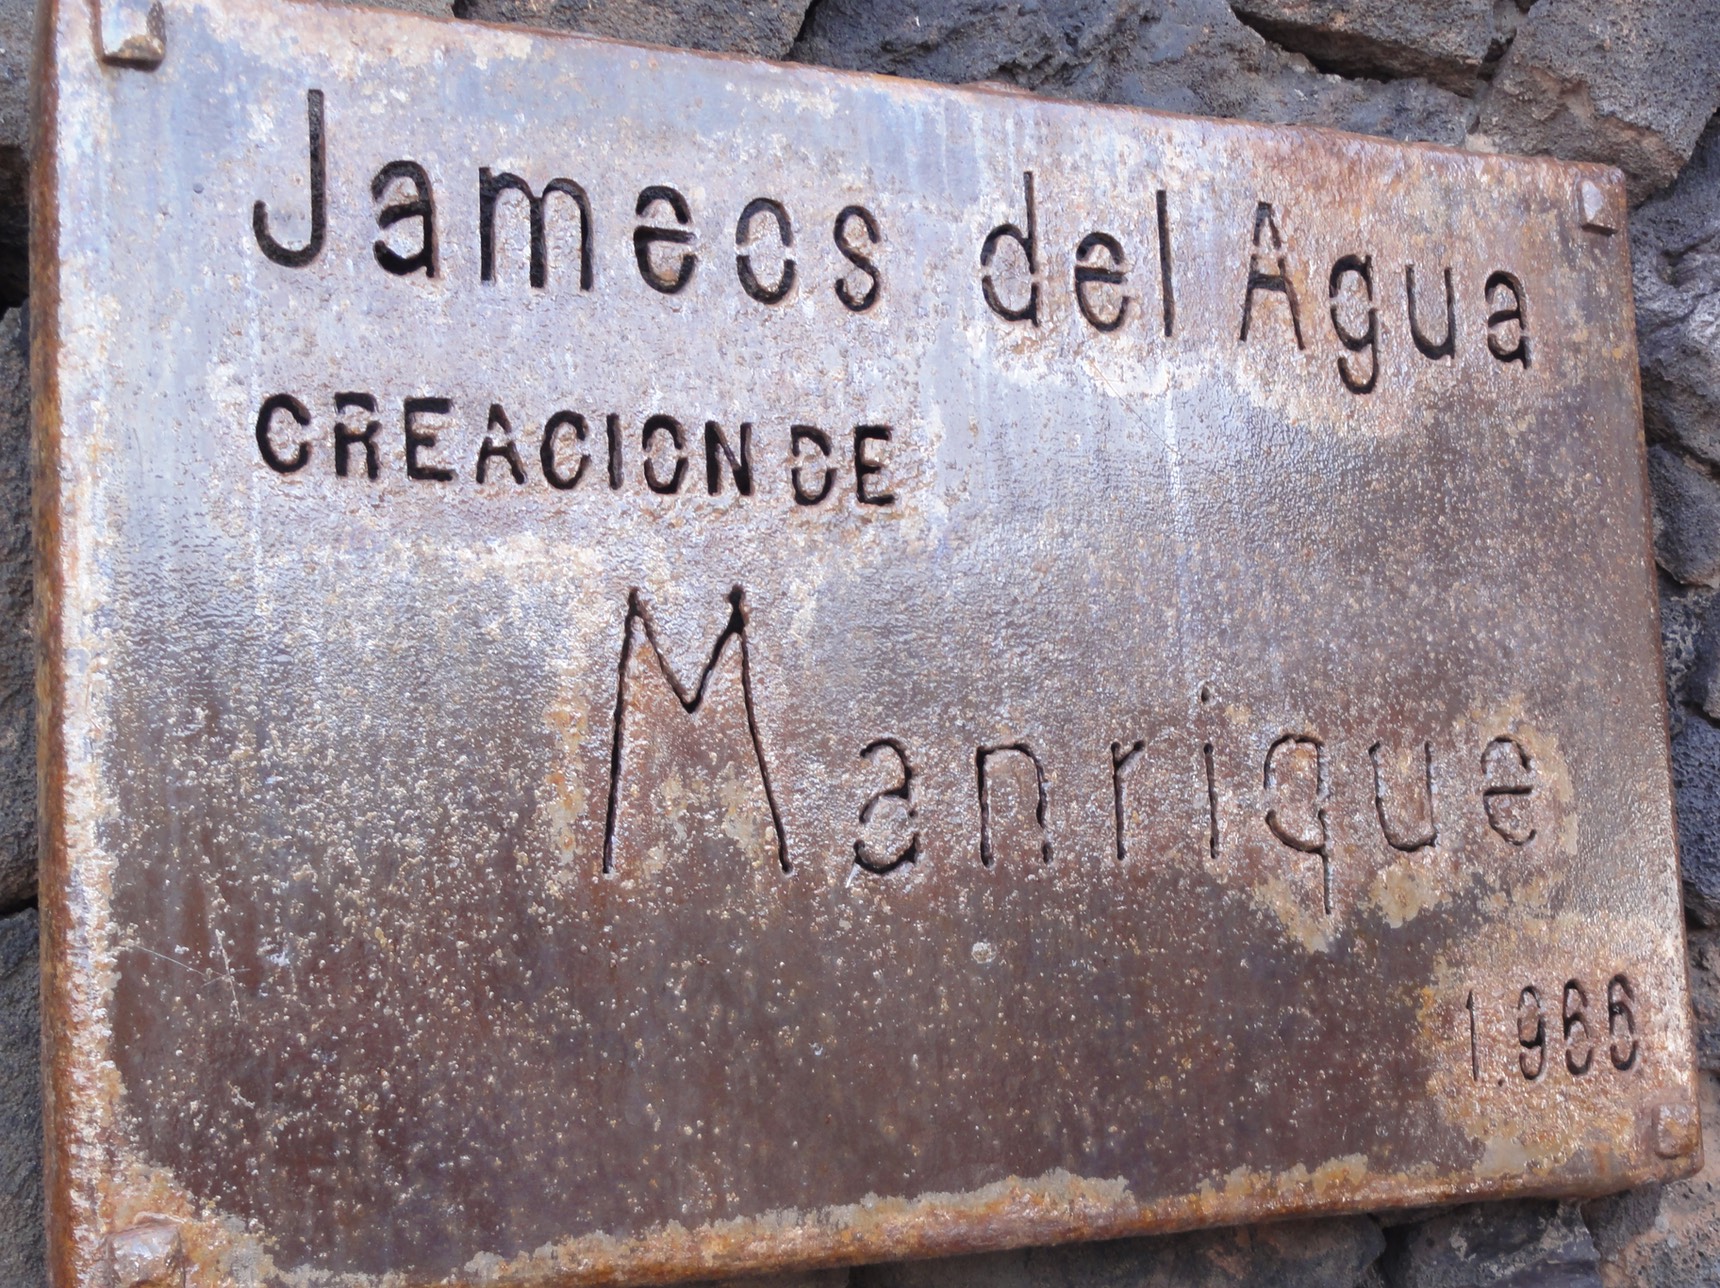 Jameos del Agua
CREACION DE
Manrique
1.966